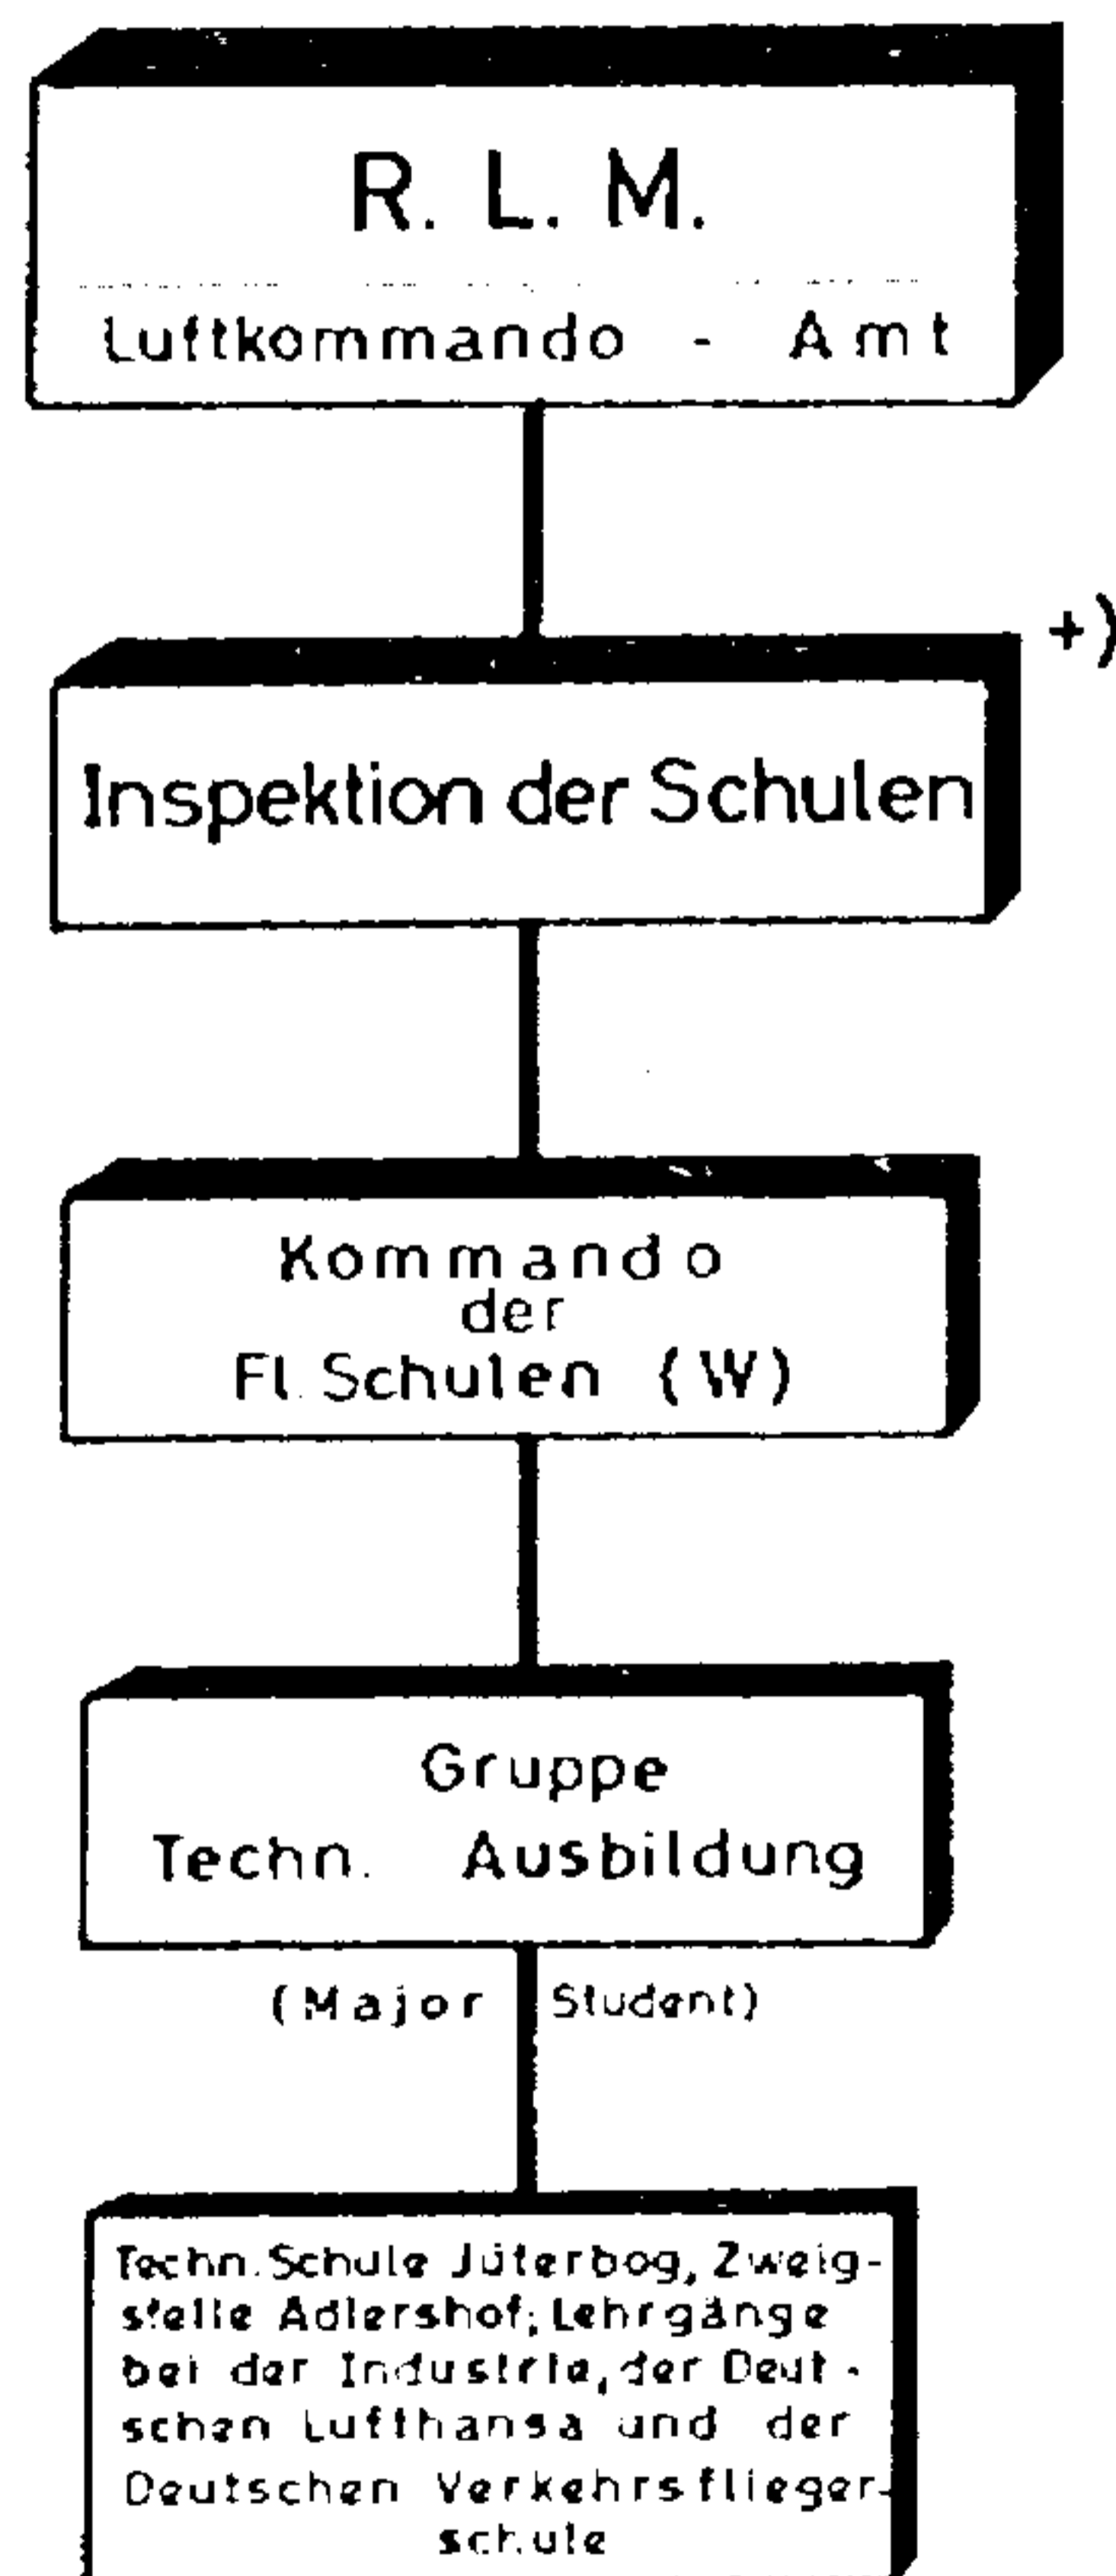 R. L. M.
Luftkommando - Amt
+)
Inspektion der Schulen
Kommando
der
Fl. Schulen (W)
Gruppe
Techn. Ausbildung
(Major Student)
Techn. Schule Jüterbog, Zweig-
stelle Adlershof; Lehrgänge
bei der Industrie, der Deut-
schen Lufthansa und der
Deutschen Verkehrsflieger-
schule